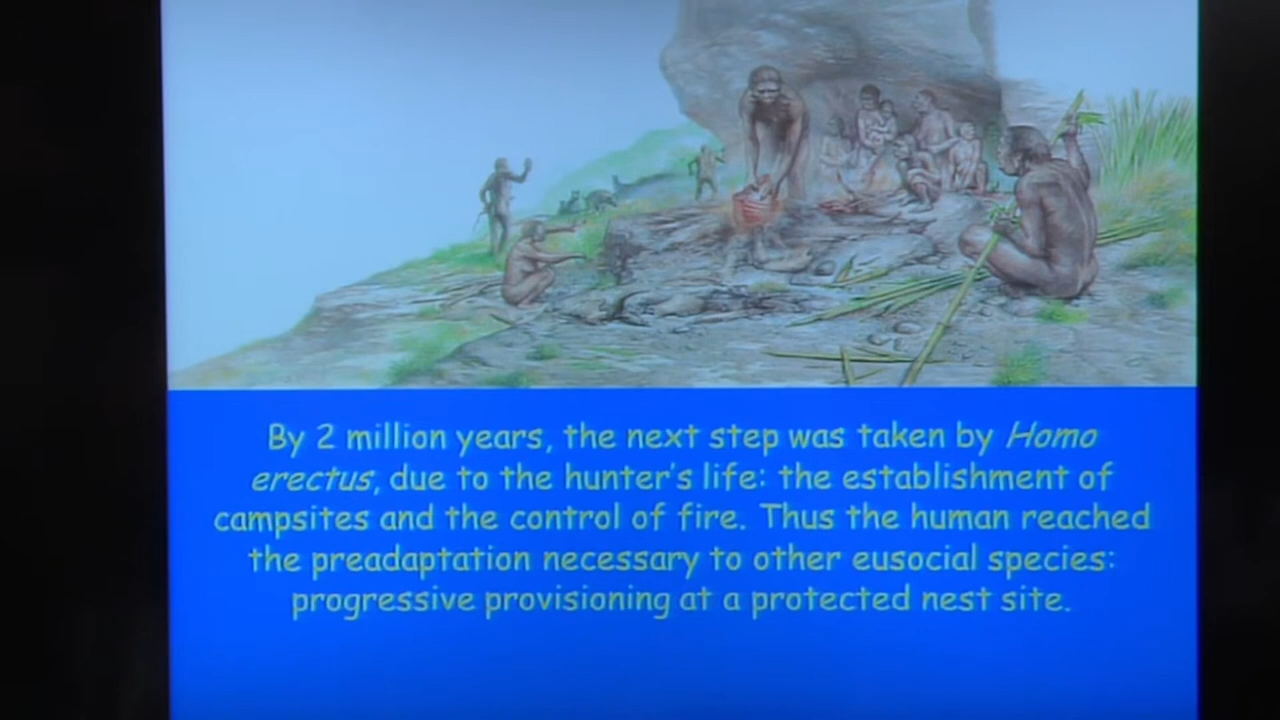 By 2 million years, the next step was taken by Homo
erectus, due to the hunter's life: the establishment of
campsites and the control of fire. Thus the human reached
the preadaptation necessary to other eusocial species:
progressive provisioning at a protected nest site.